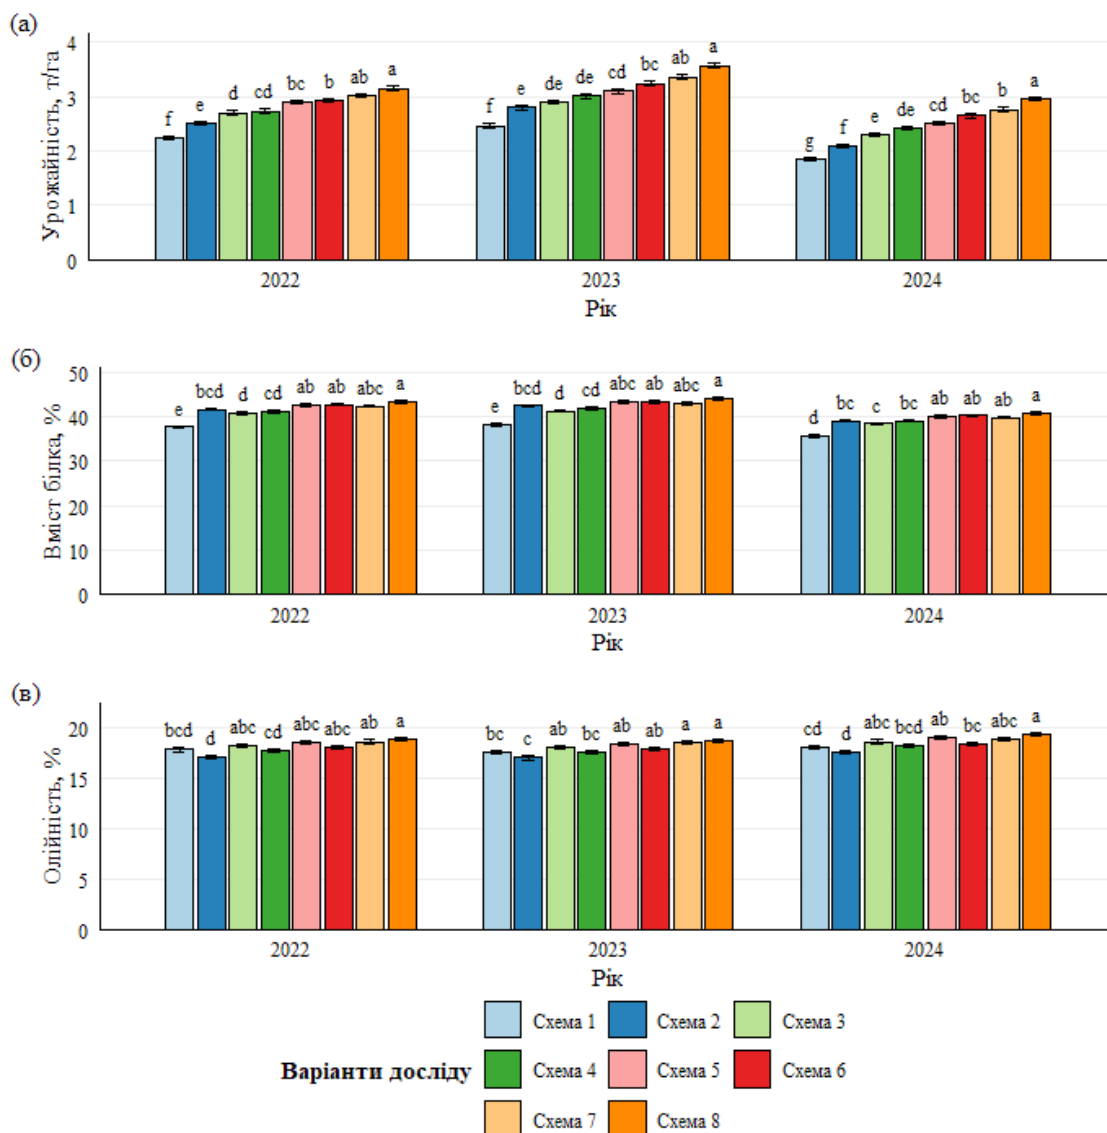 (а)
Урожайність, т/га
4
3
2
1
0
f e d cd bc b ab a
f e de de cd bc ab a
g f e de cd bc b a
2022 2023 2024
Рік
(б)
Вміст білка, %
50
40
30
20
10
0
e bcd d cd ab ab abc a
e bcd d cd abc ab abc a
d bc c bc ab ab ab a
2022 2023 2024
Рік
(в)
Олійність, %
20
15
10
5
0
bcd d abc cd abc abc ab a
bc c ab bc ab ab a a
cd d abc bcd ab bc abc a
2022 2023 2024
Рік
Варіанти досліду
Схема 1 Схема 2 Схема 3
Схема 4 Схема 5 Схема 6
Схема 7 Схема 8